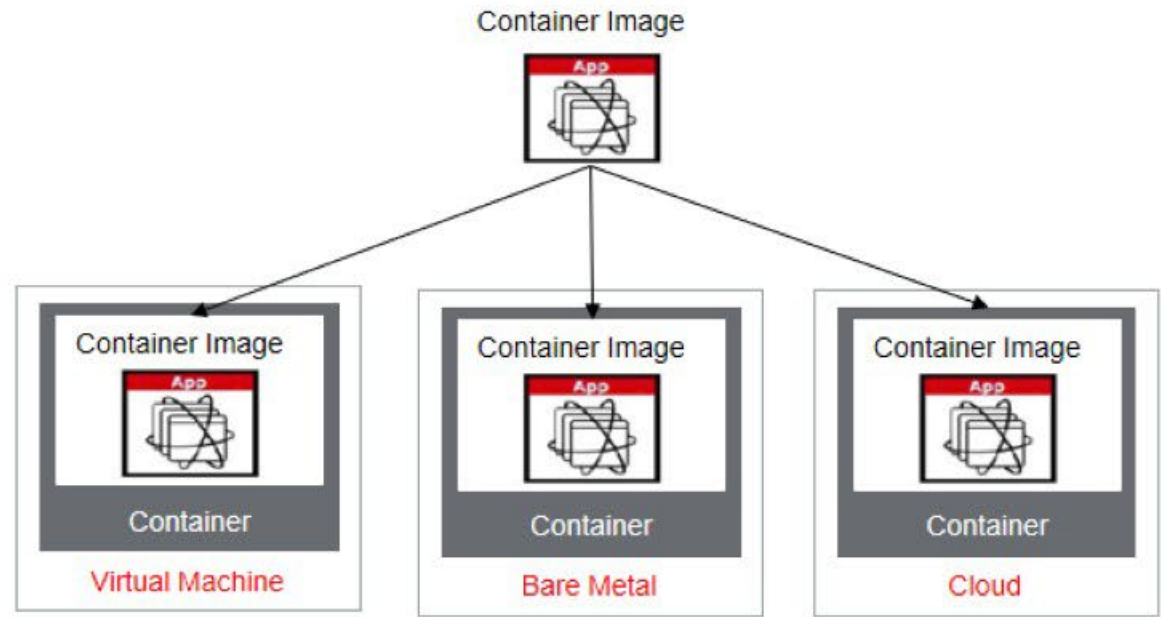 Container Image
App
Container Image
App
Container
Virtual Machine
Container Image
App
Container
Bare Metal
Container Image
App
Container
Cloud